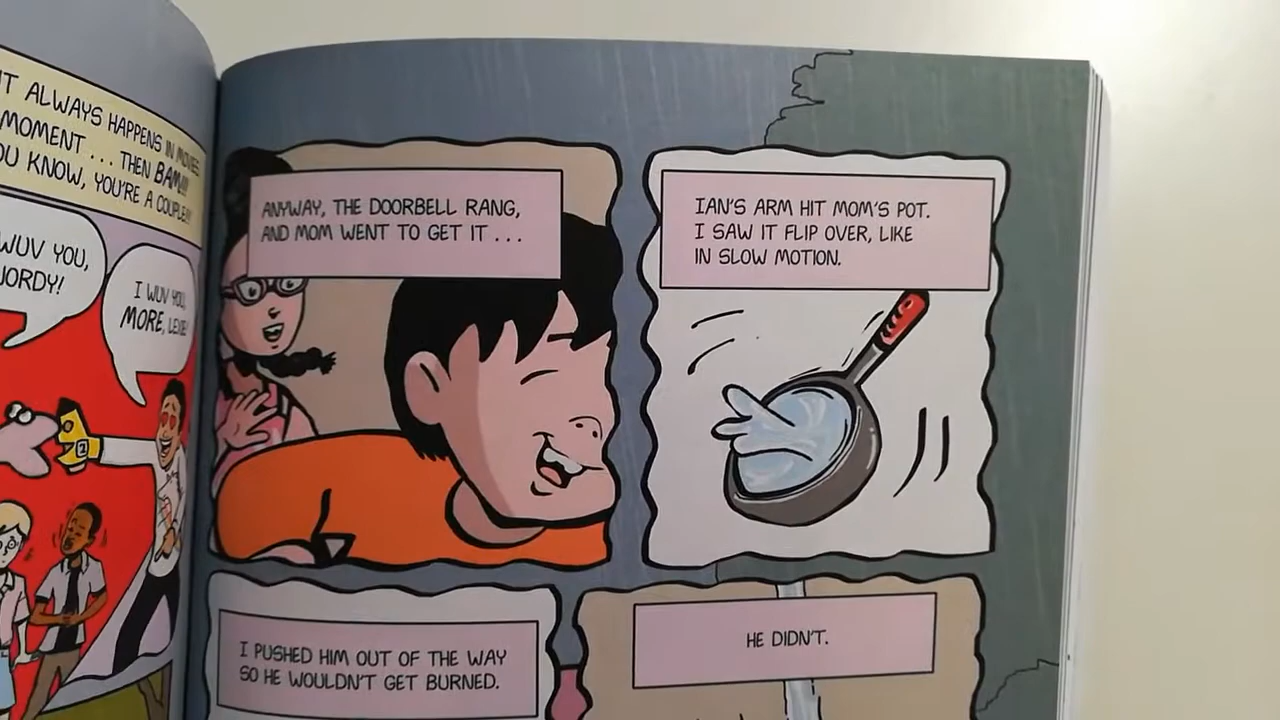 IT ALWAYS HAPPENS IN MOVIES
MOMENT ... THEN BAM!!!
YOU KNOW, YOU'RE A COUPLE!!!
WUV YOU,
JORDY!
I WUV YOU
MORE, LEXIE!
ANYWAY, THE DOORBELL RANG,
AND MOM WENT TO GET IT ...
IAN'S ARM HIT MOM'S POT.
I SAW IT FLIP OVER, LIKE
IN SLOW MOTION.
I PUSHED HIM OUT OF THE WAY
SO HE WOULDN'T GET BURNED.
HE DIDN'T.